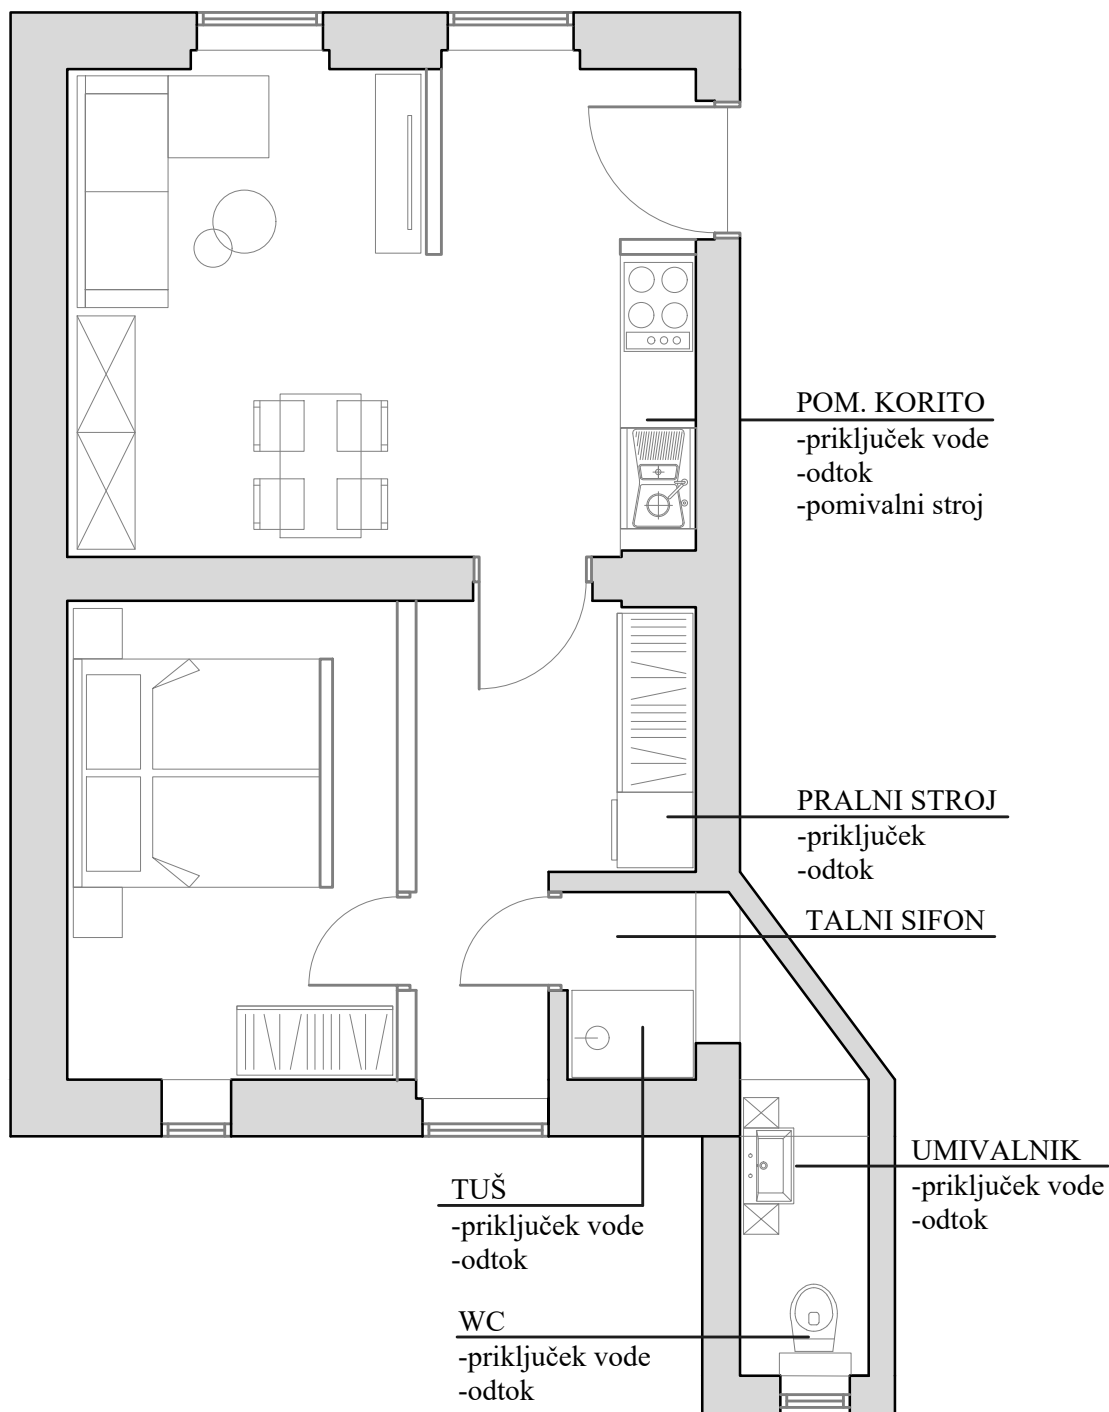 POM. KORITO
-priključek vode
-odtok
-pomivalni stroj
PRALNI STROJ
-priključek
-odtok
TALNI SIFON
UMIVALNIK
-priključek vode
-odtok
TUŠ
-priključek vode
-odtok
WC
-priključek vode
-odtok